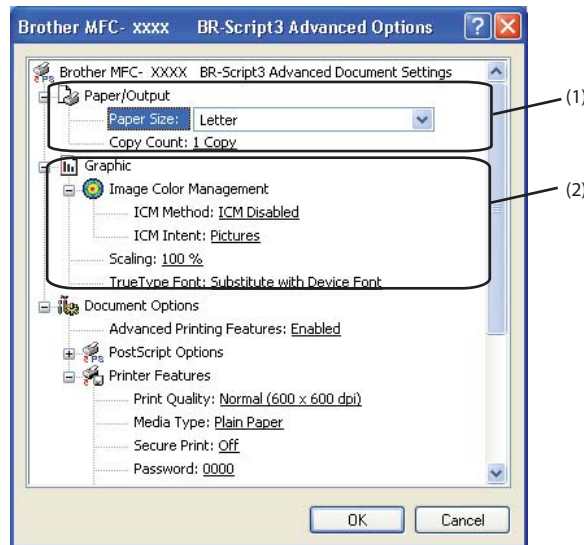 Brother MFC- xxxx BR-Script3 Advanced Options
Brother MFC- XXXX BR-Script3 Advanced Document Settings
Paper/Output
(1)
Paper Size: Letter
Copy Count: 1 Copy
Graphic
(2)
Image Color Management
ICM Method: ICM Disabled
ICM Intent: Pictures
Scaling: 100 %
TrueType Font: Substitute with Device Font
Document Options
Advanced Printing Features: Enabled
PostScript Options
Printer Features
Print Quality: Normal (600 x 600 dpi)
Media Type: Plain Paper
Secure Print: Off
Password: 0000
OK Cancel